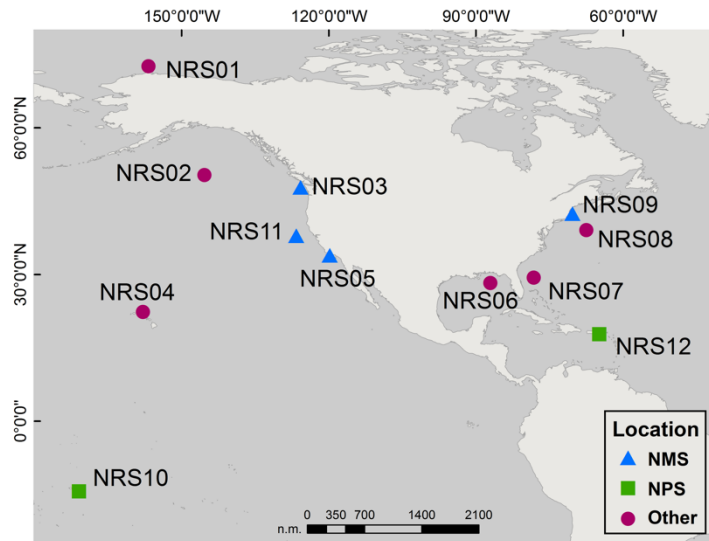 150°0'0"W 120°0'0"W 90°0'0"W 60°0'0"W
60°0'0"N
30°0'0"N
0°0'0"
NRS01
NRS02
NRS03
NRS09
NRS11
NRS08
NRS05
NRS04
NRS06
NRS07
NRS12
NRS10
Location
NMS
NPS
Other
0 350 700 1400 2100
n.m.